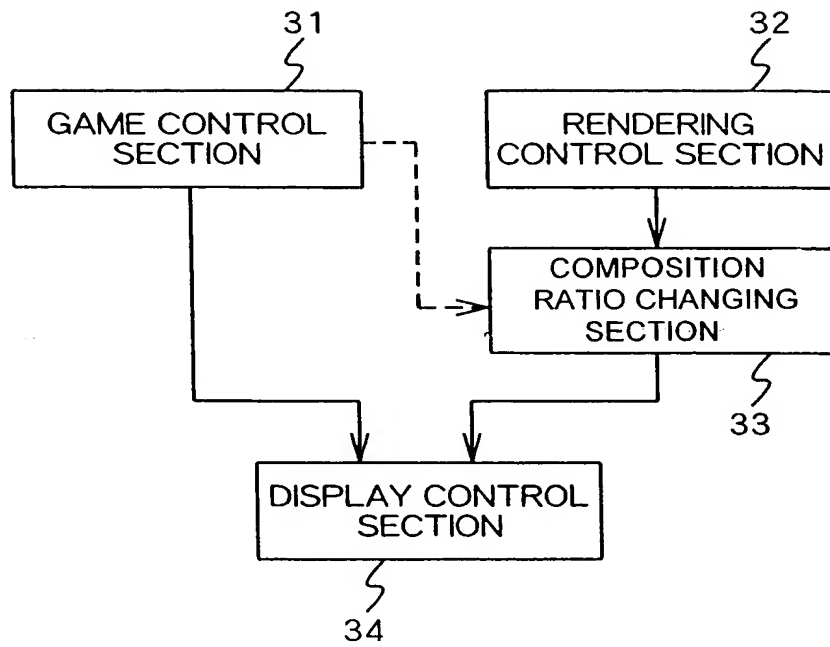 31
32
GAME CONTROL
SECTION
RENDERING
CONTROL SECTION
COMPOSITION
RATIO CHANGING
SECTION
33
DISPLAY CONTROL
SECTION
34